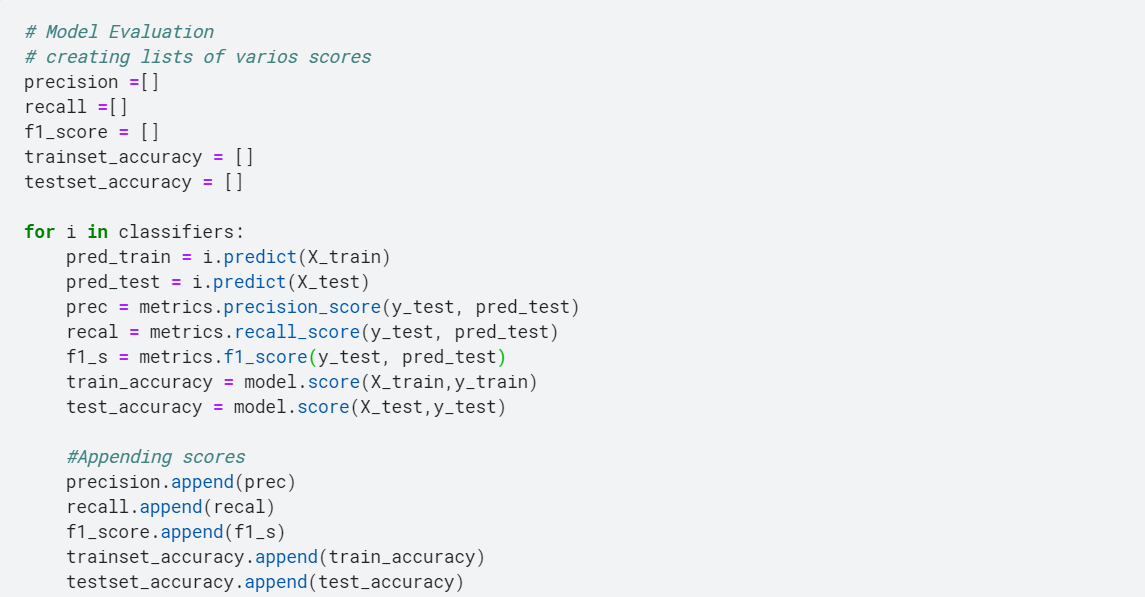 # Model Evaluation
# creating lists of varios scores
precision =[]
recall =[]
f1_score = []
trainset_accuracy = []
testset_accuracy = []

for i in classifiers:
    pred_train = i.predict(X_train)
    pred_test = i.predict(X_test)
    prec = metrics.precision_score(y_test, pred_test)
    recal = metrics.recall_score(y_test, pred_test)
    f1_s = metrics.f1_score(y_test, pred_test)
    train_accuracy = model.score(X_train,y_train)
    test_accuracy = model.score(X_test,y_test)

    #Appending scores
    precision.append(prec)
    recall.append(recal)
    f1_score.append(f1_s)
    trainset_accuracy.append(train_accuracy)
    testset_accuracy.append(test_accuracy)